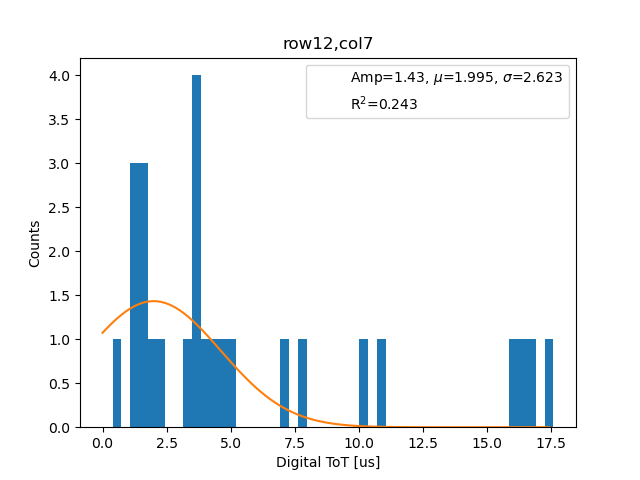 row12,col7
Amp=1.43, μ=1.995, σ=2.623
R²=0.243
4.0
3.5
3.0
2.5
2.0
1.5
1.0
0.5
0.0
Counts
0.0 2.5 5.0 7.5 10.0 12.5 15.0 17.5
Digital ToT [us]